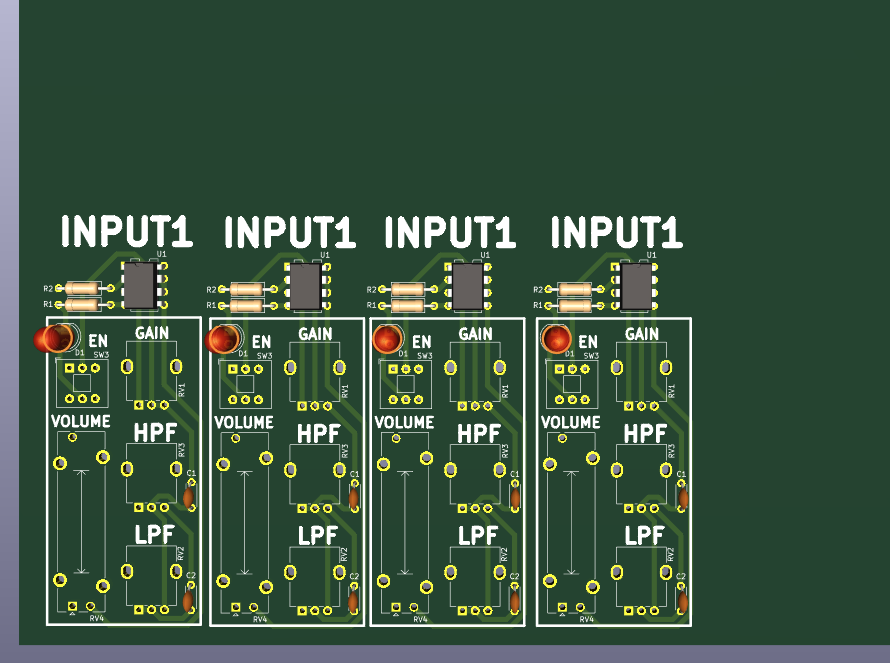 INPUT1 INPUT1 INPUT1 INPUT1
U1 U1 U1 U1
R2 R2 R2 R2
R1 R1 R1 R1
EN GAIN EN GAIN EN GAIN EN GAIN
D1 SW3 D1 SW3 D1 SW3 D1 SW3
RV1 RV1 RV1 RV1
VOLUME VOLUME VOLUME VOLUME
HPF HPF HPF HPF
RV3 RV3 RV3 RV3
C1 C1 C1 C1
LPF LPF LPF LPF
RV2 RV2 RV2 RV2
C2 C2 C2 C2
RV4 RV4 RV4 RV4